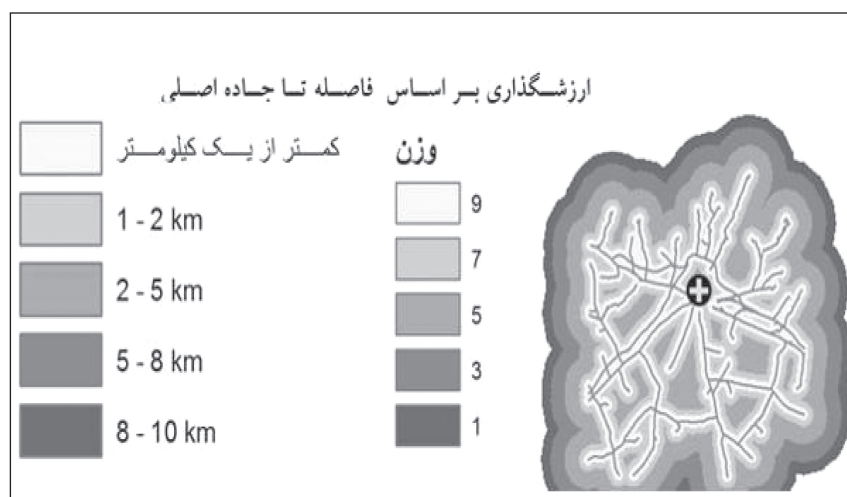 ارزشگذاری بر اساس فاصله تا جاده اصلی
کمتر از یک کیلومتر
1 - 2 km
2 - 5 km
5 - 8 km
8 - 10 km
وزن
9
7
5
3
1